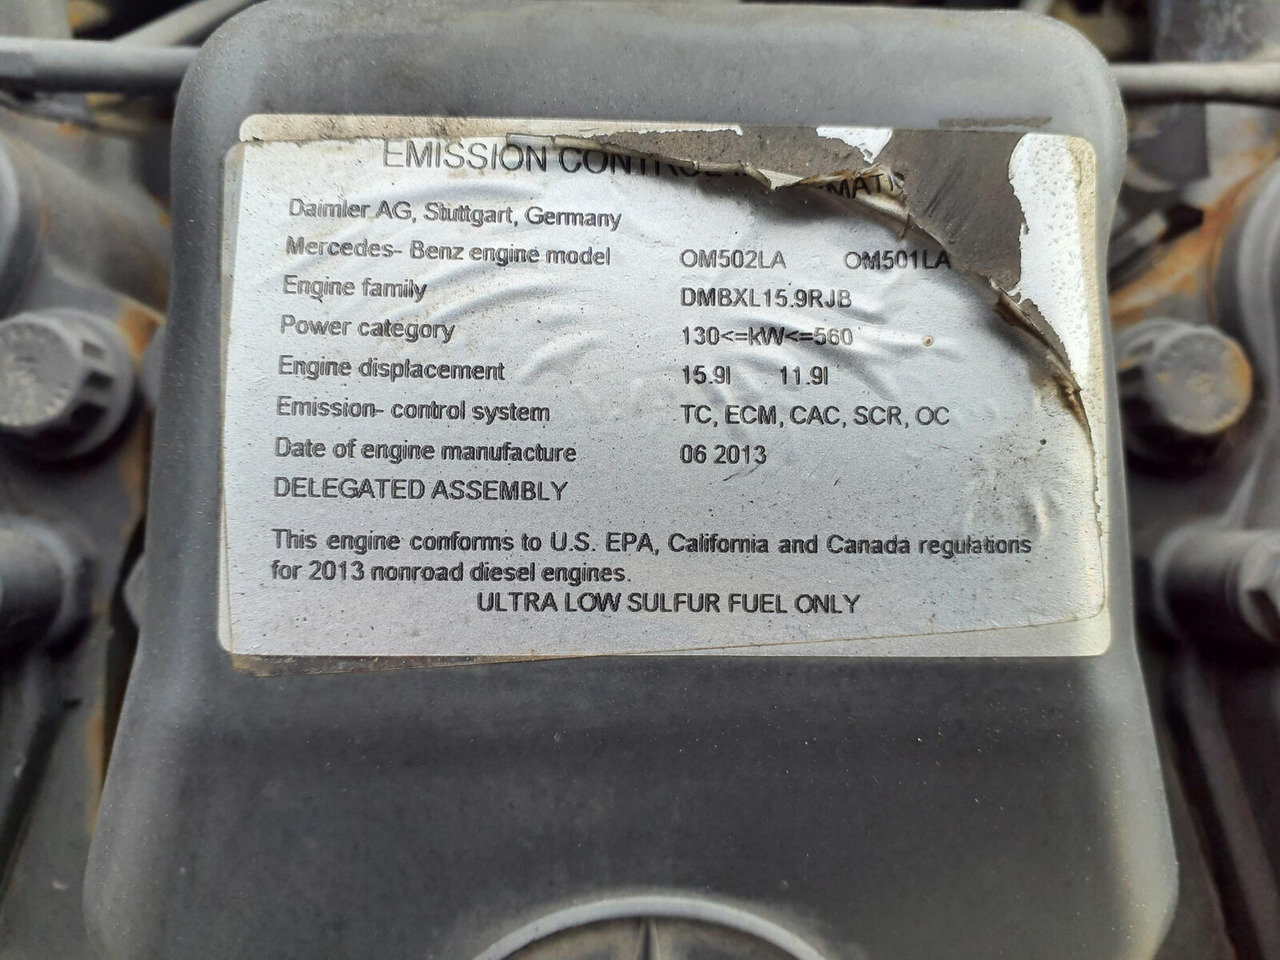 EMISSION CONTROL
Daimler AG, Stuttgart, Germany
Mercedes- Benz engine model OM502LA OM501LA
Engine family DMBXL15.9RJB
Power category 130<=kW<=560
Engine displacement 15.9l 11.9l
Emission- control system TC, ECM, CAC, SCR, OC
Date of engine manufacture 06 2013
DELEGATED ASSEMBLY
This engine conforms to U.S. EPA, California and Canada regulations
for 2013 nonroad diesel engines.
ULTRA LOW SULFUR FUEL ONLY